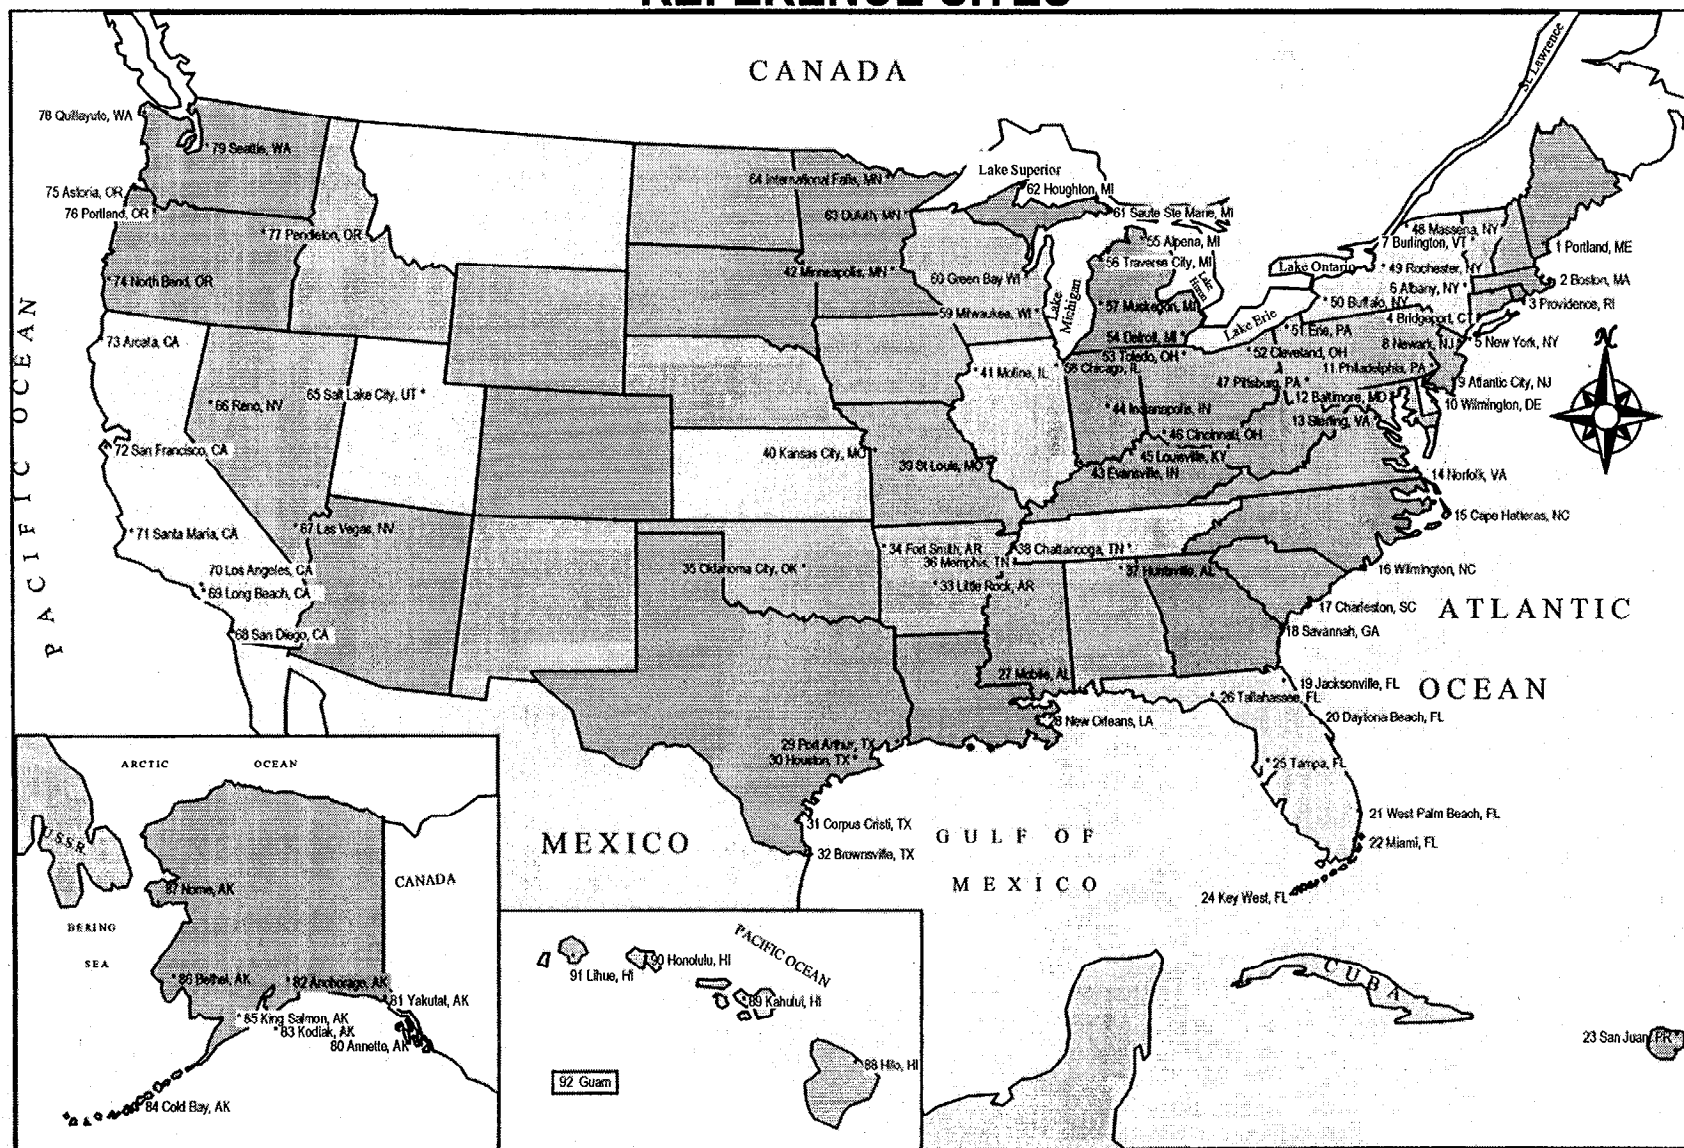 REFERENCE SITES
CANADA
St. Lawrence
78 Quillayute, WA
79 Seattle, WA
75 Astoria, OR
76 Portland, OR
77 Pendleton, OR
74 North Bend, OR
73 Arcata, CA
66 Reno, NV
65 Salt Lake City, UT
72 San Francisco, CA
71 Santa Maria, CA
67 Las Vegas, NV
70 Los Angeles, CA
69 Long Beach, CA
68 San Diego, CA
PACIFIC OCEAN
64 International Falls, MN
63 Duluth, MN
42 Minneapolis, MN
Lake Superior
62 Houghton, MI
61 Saute Ste Marie, MI
55 Alpena, MI
56 Traverse City, MI
60 Green Bay WI
59 Milwaukee, WI
Lake Michigan
Lake Huron
57 Muskegon, MI
54 Detroit, MI
53 Toledo, OH
58 Chicago, IL
41 Moline, IL
Lake Ontario
Lake Erie
48 Massena, NY
7 Burlington, VT
49 Rochester, NY
6 Albany, NY
50 Buffalo, NY
4 Bridgeport, CT
51 Erie, PA
52 Cleveland, OH
8 Newark, NJ
11 Philadelphia, PA
47 Pittsburg, PA
12 Baltimore, MD
13 Sterling, VA
1 Portland, ME
2 Boston, MA
3 Providence, RI
5 New York, NY
9 Atlantic City, NJ
10 Wilmington, DE
N
44 Indianapolis, IN
46 Cincinnati, OH
45 Louisville, KY
43 Evansville, IN
40 Kansas City, MO
39 St Louis, MO
14 Norfolk, VA
15 Cape Hatteras, NC
16 Wilmington, NC
17 Charleston, SC
18 Savannah, GA
ATLANTIC
OCEAN
34 Fort Smith, AR
38 Chattancoga, TN
36 Memphis, TN
37 Huntsville, AL
35 Oklahoma City, OK
33 Little Rock, AR
27 Mobile, AL
28 New Orleans, LA
29 Port Arthur, TX
30 Houston, TX
31 Corpus Cristi, TX
32 Brownsville, TX
19 Jacksonville, FL
26 Tallahassee, FL
20 Daytona Beach, FL
25 Tampa, FL
21 West Palm Beach, FL
22 Miami, FL
24 Key West, FL
MEXICO
GULF OF
MEXICO
CUBA
23 San Juan, PR
ARCTIC OCEAN
U.S.S.R.
CANADA
87 Nome, AK
BERING
SEA
86 Bethel, AK
82 Anchorage, AK
81 Yakutat, AK
85 King Salmon, AK
83 Kodiak, AK
80 Annette, AK
84 Cold Bay, AK
PACIFIC OCEAN
91 Lihue, HI
90 Honolulu, HI
89 Kahului, HI
88 Hilo, HI
92 Guam